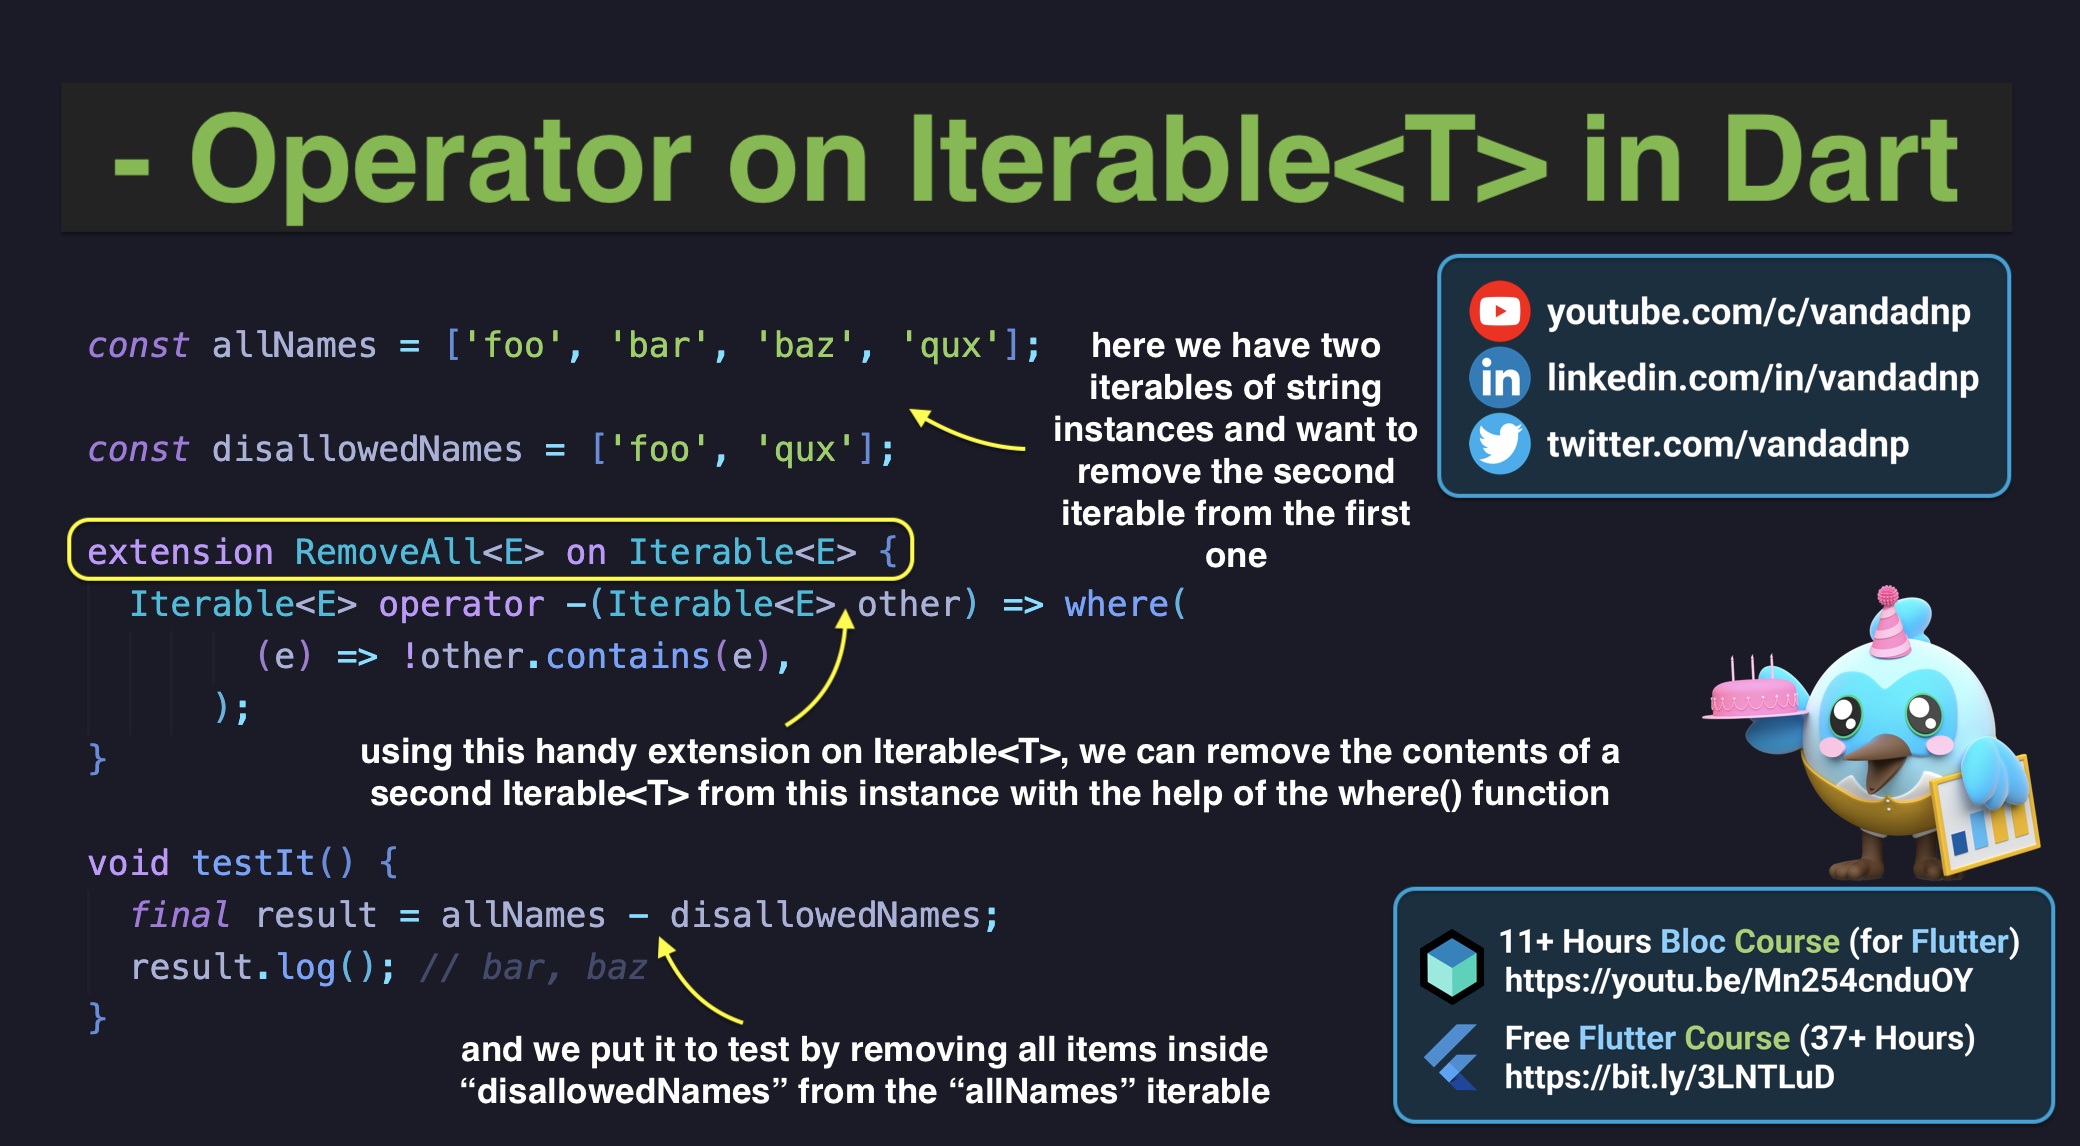 - Operator on Iterable<T> in Dart
const allNames = ['foo', 'bar', 'baz', 'qux'];
const disallowedNames = ['foo', 'qux'];
here we have two
iterables of string
instances and want to
remove the second
iterable from the first
one
youtube.com/c/vandadnp
linkedin.com/in/vandadnp
twitter.com/vandadnp
extension RemoveAll<E> on Iterable<E> {
Iterable<E> operator -(Iterable<E> other) => where(
(e) => !other.contains(e),
);
}
using this handy extension on Iterable<T>, we can remove the contents of a
second Iterable<T> from this instance with the help of the where() function
void testIt() {
final result = allNames - disallowedNames;
result.log(); // bar, baz
}
and we put it to test by removing all items inside
“disallowedNames” from the “allNames” iterable
11+ Hours Bloc Course (for Flutter)
https://youtu.be/Mn254cnduOY
Free Flutter Course (37+ Hours)
https://bit.ly/3LNTLuD